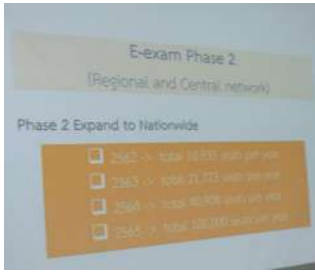 E-exam Phase 2
(Regional and Central network)
Phase 2 Expand to Nationwide
2562 -> total seats per year
2563 -> total seats per year
2564 -> total seats per year
2565 -> total 100,000 seats per year